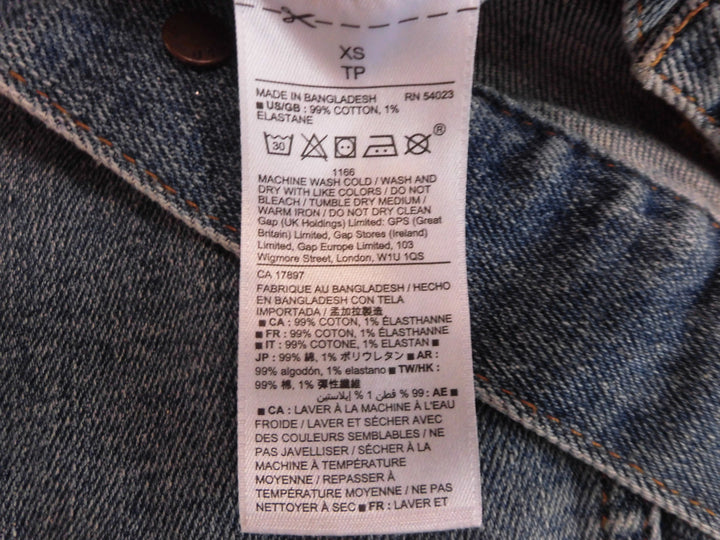 XS
TP
MADE IN BANGLADESH RN 54023
■ US/GB : 99% COTTON, 1%
ELASTANE
30 ®
1166
MACHINE WASH COLD / WASH AND
DRY WITH LIKE COLORS / DO NOT
BLEACH / TUMBLE DRY MEDIUM /
WARM IRON / DO NOT DRY CLEAN
Gap (UK Holdings) Limited: GPS (Great
Britain) Limited, Gap Stores (Ireland)
Limited, Gap Europe Limited, 103
Wigmore Street, London, W1U 1QS
CA 17897
FABRIQUE AU BANGLADESH / HECHO
EN BANGLADESH CON TELA
IMPORTADA / 孟加拉製造
■ CA : 99% COTON, 1% ÉLASTHANNE
■ FR : 99% COTON, 1% ÉLASTHANNE
■ IT : 99% COTONE, 1% ELASTAN ■
JP : 99% 綿, 1% ポリウレタン ■ AR :
99% algodón, 1% elastano ■ TW/HK :
99% 棉, 1% 彈性纖維
■ AE : 99 % قطن 1 % إيلاستين
■ CA : LAVER À LA MACHINE À L'EAU
FROIDE / LAVER ET SÉCHER AVEC
DES COULEURS SEMBLABLES / NE
PAS JAVELLISER / SÉCHER À LA
MACHINE À TEMPÉRATURE
MOYENNE / REPASSER À
TEMPÉRATURE MOYENNE / NE PAS
NETTOYER À SEC ■ FR : LAVER ET